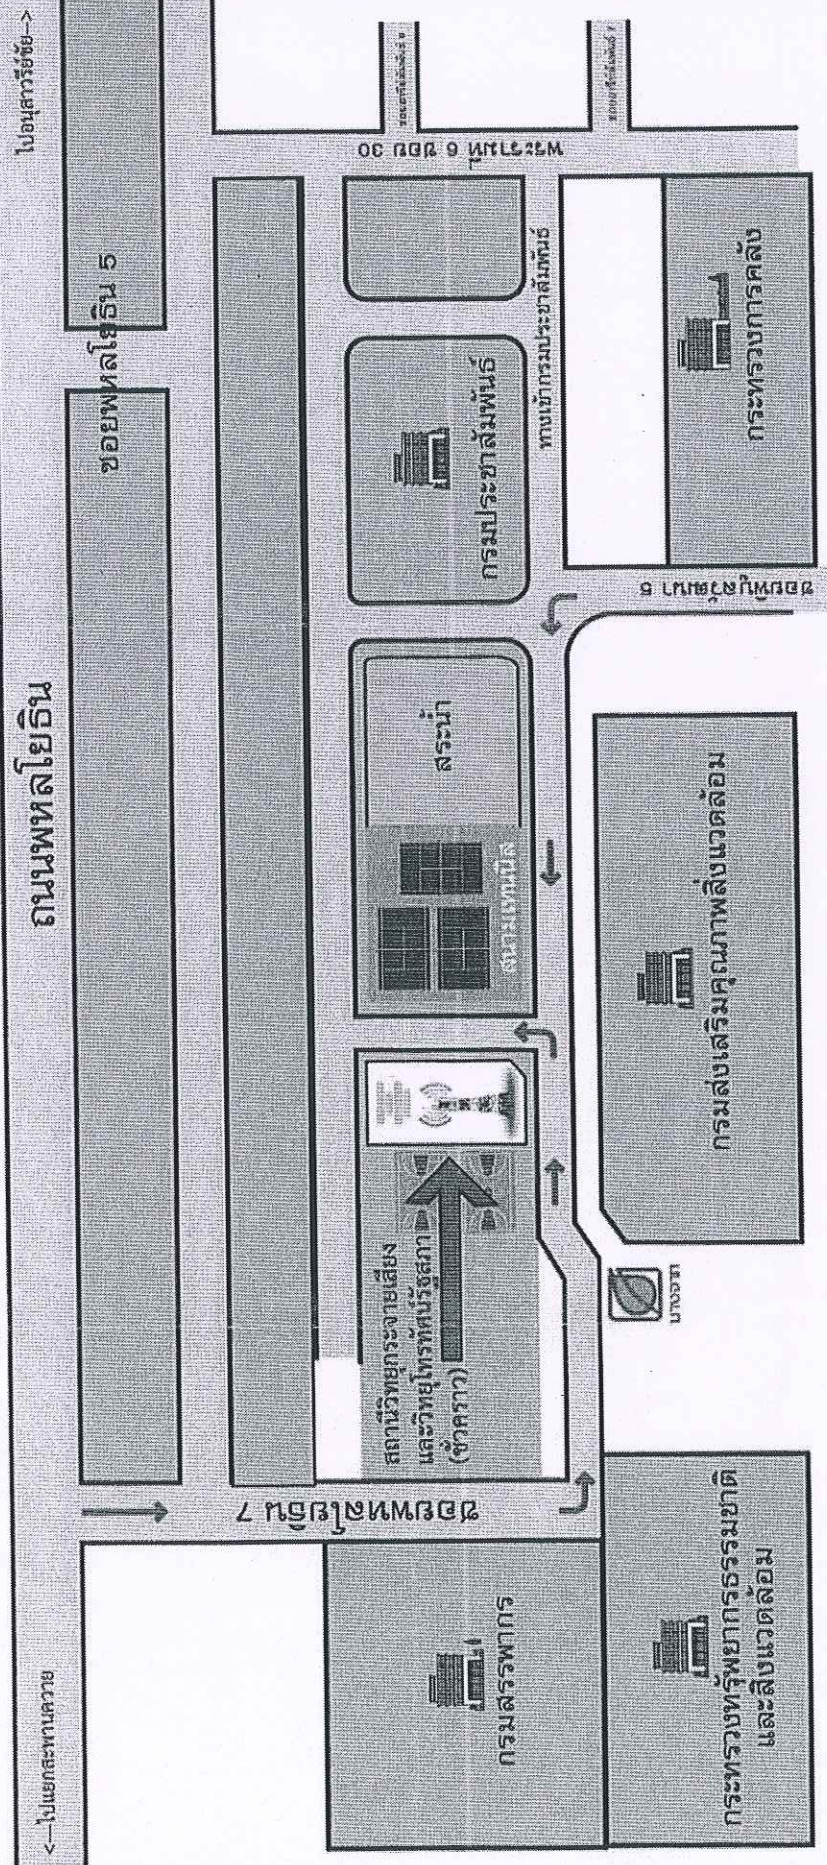 <---ไปแยกสะพานควาย
ถนนพหลโยธิน
ไปอนุสาวรีย์ชัย-->
ซอยพหลโยธิน 5
ซอยพหลโยธิน 7
พระรามที่ 6 ซอย 30
สถานีวิทยุกระจายเสียง
และวิทยุโทรทัศน์รัฐสภา
(ชั่วคราว)
สนามเทนนิส
สระน้ำ
กรมประชาสัมพันธ์
ทางเข้ากรมประชาสัมพันธ์
กรมสรรพากร
กระทรวงทรัพยากรธรรมชาติ
และสิ่งแวดล้อม
บางจาก
กรมส่งเสริมคุณภาพสิ่งแวดล้อม
ซอยพิบูลวัฒนา 5
กระทรวงการคลัง